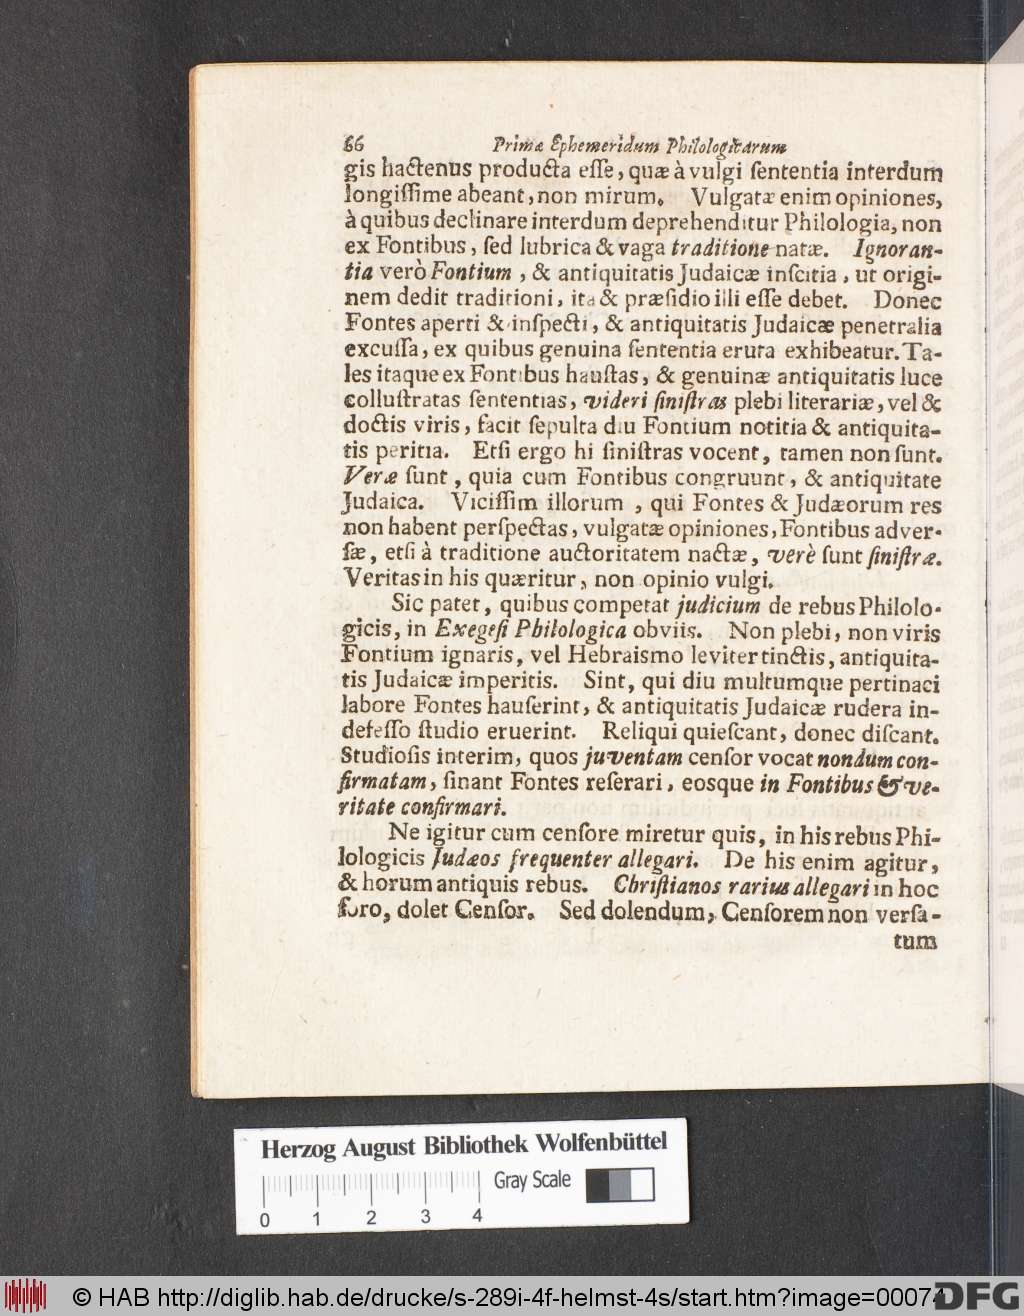 66 Primæ Ephemeridum Philologicarum
gis hactenus producta eſſe, quæ à vulgi ſententia interdum
longiſſime abeant, non mirum. Vulgatæ enim opiniones,
à quibus declinare interdum deprehenditur Philologia, non
ex Fontibus, ſed lubrica & vaga traditione natæ. Ignoran-
tia verò Fontium, & antiquitatis Judaicæ inſcitia, ut origi-
nem dedit traditioni, ita & præſidio illi eſſe debet. Donec
Fontes aperti & inſpecti, & antiquitatis Judaicæ penetralia
excuſſa, ex quibus genuina ſententia eruta exhibeatur. Ta-
les itaque ex Fontibus hauſtas, & genuinæ antiquitatis luce
colluſtratas ſententias, videri ſiniſtras plebi literariæ, vel &
doctis viris, facit ſepulta diu Fontium notitia & antiquita-
tis peritia. Etſi ergo hi ſiniſtras vocent, tamen non ſunt.
Veræ ſunt, quia cum Fontibus congruunt, & antiquitate
Judaica. Viciſſim illorum, qui Fontes & Judæorum res
non habent perſpectas, vulgatæ opiniones, Fontibus adver-
ſæ, etſi à traditione auctoritatem nactæ, verè ſunt ſiniſtræ.
Veritas in his quæritur, non opinio vulgi.
Sic patet, quibus competat judicium de rebus Philolo-
gicis, in Exegeſi Philologica obviis. Non plebi, non viris
Fontium ignaris, vel Hebraismo leviter tinctis, antiquita-
tis Judaicæ imperitis. Sint, qui diu multumque pertinaci
labore Fontes hauſerint, & antiquitatis Judaicæ rudera in-
defeſſo ſtudio eruerint. Reliqui quieſcant, donec diſcant.
Studioſis interim, quos juventam cenſor vocat nondum con-
firmatam, ſinant Fontes reſerari, eosque in Fontibus & ve-
ritate confirmari.
Ne igitur cum cenſore miretur quis, in his rebus Phi-
lologicis Judæos frequenter allegari. De his enim agitur,
& horum antiquis rebus. Chriſtianos rarius allegari in hoc
foro, dolet Cenſor. Sed dolendum, Cenſorem non verſa-
tum
Herzog August Bibliothek Wolfenbüttel
Gray Scale
0 1 2 3 4
© HAB http://diglib.hab.de/drucke/s-289i-4f-helmst-4s/start.htm?image=00074
DFG